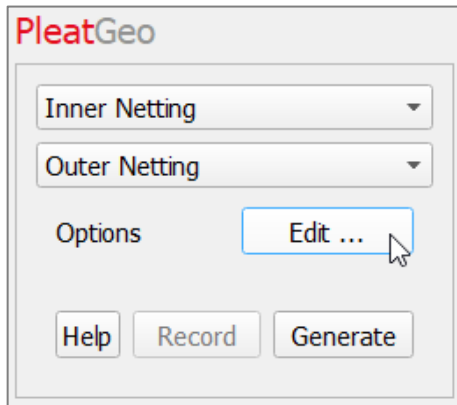 PleatGeo
Inner Netting
Outer Netting
Options Edit ...
Help Record Generate